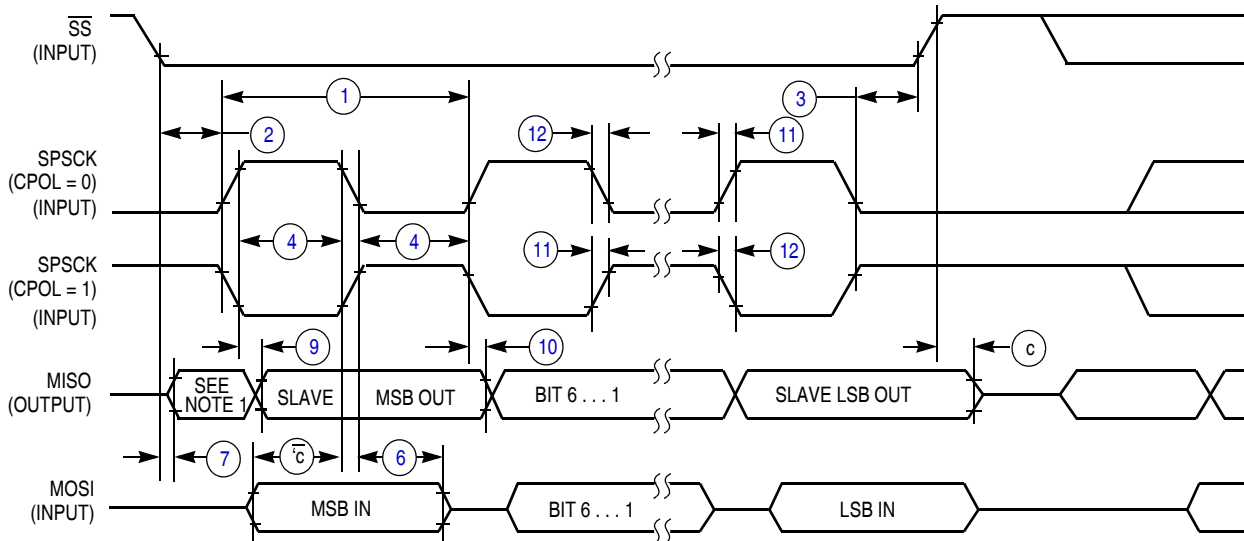 SS
(INPUT)
1
3
2
12
11
SPSCK
(CPOL = 0)
(INPUT)
4
4
11
12
SPSCK
(CPOL = 1)
(INPUT)
9
10
c
MISO
(OUTPUT)
SEE
NOTE 1
SLAVE
MSB OUT
BIT 6 . . . 1
SLAVE LSB OUT
7
6
MOSI
(INPUT)
MSB IN
BIT 6 . . . 1
LSB IN